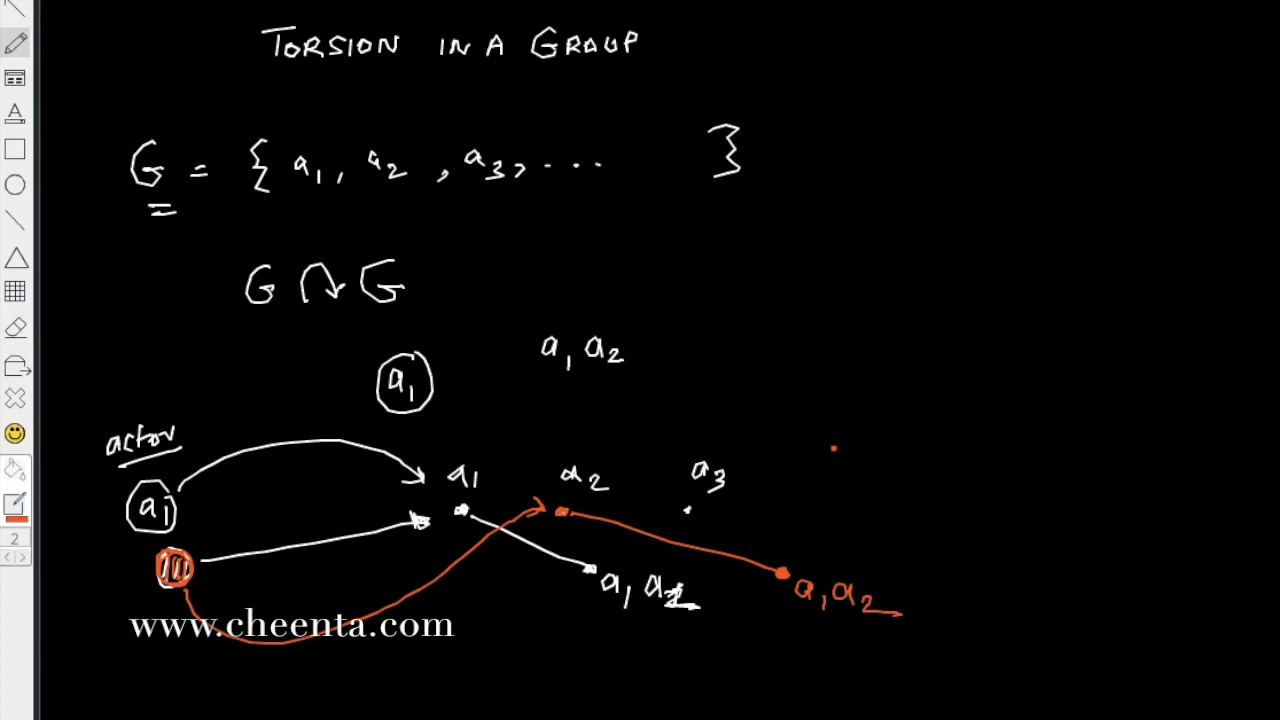 TORSION IN A GROUP
G = { a1, a2, a3, ... }
G ↷ G
a1 a1 a2
actor
a1 a2 a3
a1
a1 a1 a2
www.cheenta.com